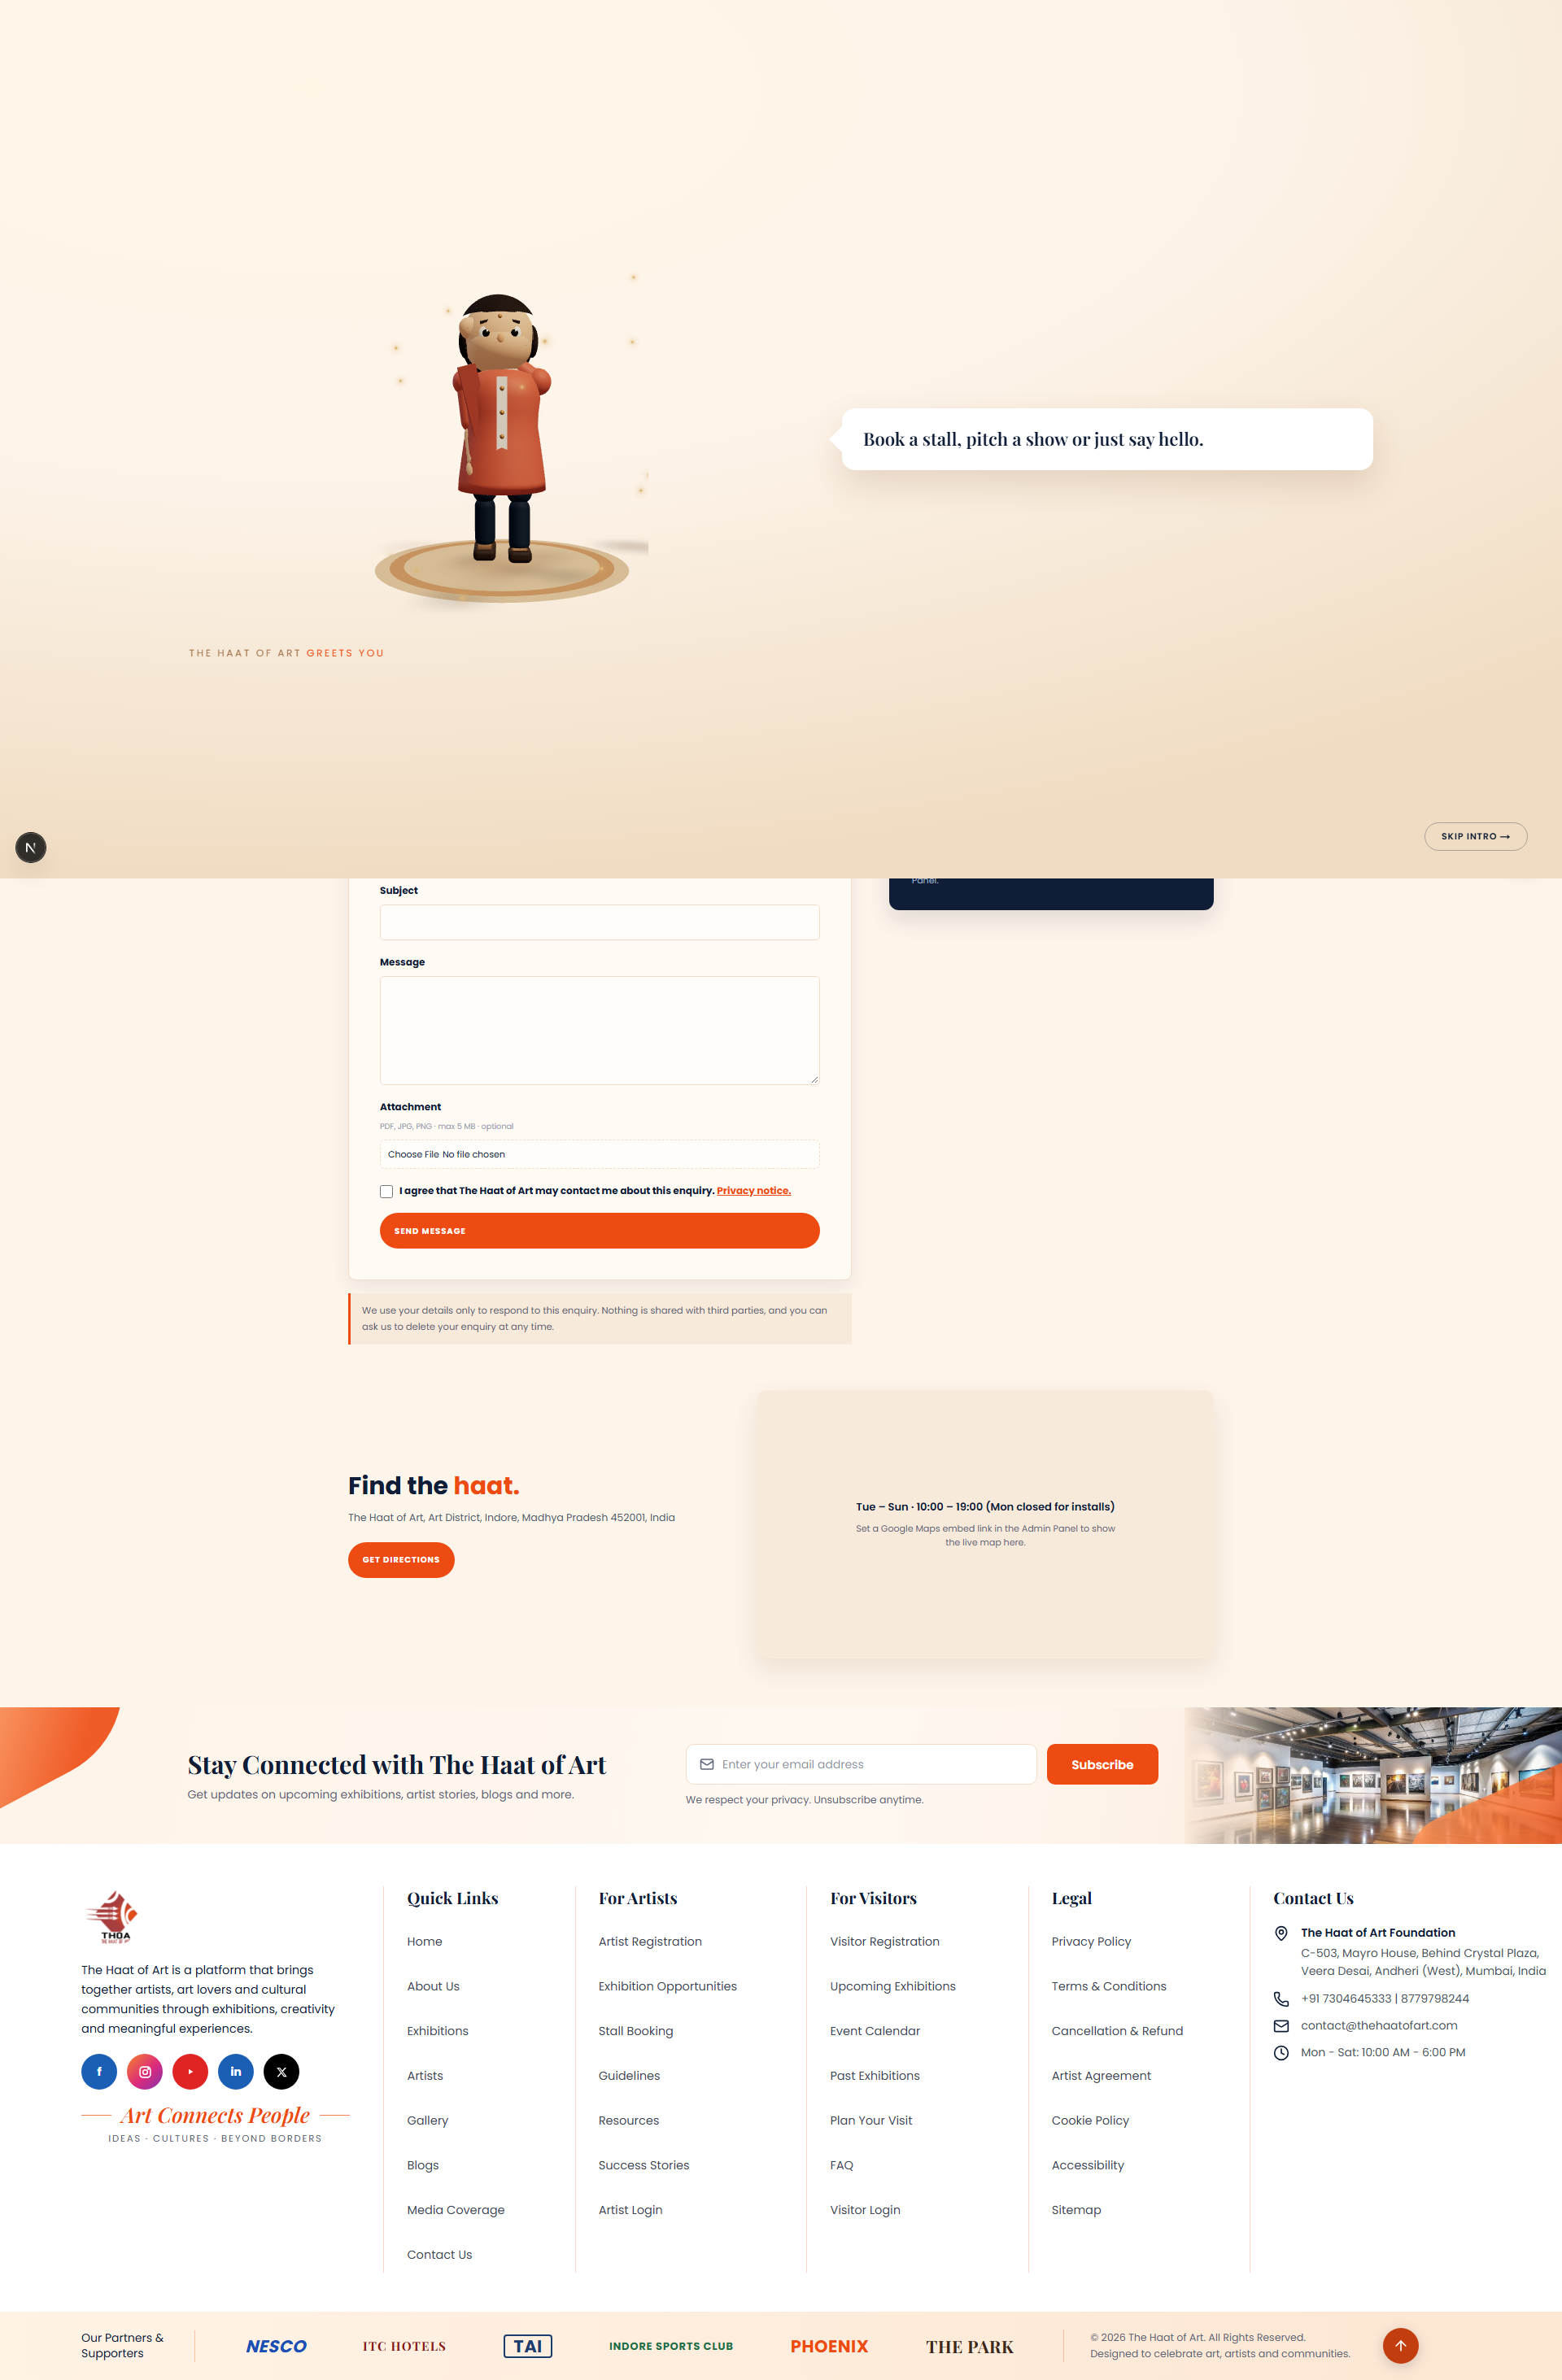 Book a stall, pitch a show or just say hello.
THE HAAT OF ART GREETS YOU
SKIP INTRO →
N
Panel.
Subject
Message
Attachment
PDF, JPG, PNG · max 5 MB · optional
Choose File No file chosen
I agree that The Haat of Art may contact me about this enquiry. Privacy notice.
SEND MESSAGE
We use your details only to respond to this enquiry. Nothing is shared with third parties, and you can
ask us to delete your enquiry at any time.
Find the haat.
The Haat of Art, Art District, Indore, Madhya Pradesh 452001, India
GET DIRECTIONS
Tue – Sun · 10:00 – 19:00 (Mon closed for installs)
Set a Google Maps embed link in the Admin Panel to show
the live map here.
Stay Connected with The Haat of Art
Get updates on upcoming exhibitions, artist stories, blogs and more.
Enter your email address
Subscribe
We respect your privacy. Unsubscribe anytime.
THOA
THE HAAT OF ART
The Haat of Art is a platform that brings
together artists, art lovers and cultural
communities through exhibitions, creativity
and meaningful experiences.
f
in
X
Art Connects People
IDEAS · CULTURES · BEYOND BORDERS
Quick Links
Home
About Us
Exhibitions
Artists
Gallery
Blogs
Media Coverage
Contact Us
For Artists
Artist Registration
Exhibition Opportunities
Stall Booking
Guidelines
Resources
Success Stories
Artist Login
For Visitors
Visitor Registration
Upcoming Exhibitions
Event Calendar
Past Exhibitions
Plan Your Visit
FAQ
Visitor Login
Legal
Privacy Policy
Terms & Conditions
Cancellation & Refund
Artist Agreement
Cookie Policy
Accessibility
Sitemap
Contact Us
The Haat of Art Foundation
C-503, Mayro House, Behind Crystal Plaza,
Veera Desai, Andheri (West), Mumbai, India
+91 7304645333 | 8779798244
contact@thehaatofart.com
Mon - Sat: 10:00 AM - 6:00 PM
Our Partners &
Supporters
NESCO
ITC HOTELS
TAI
INDORE SPORTS CLUB
PHOENIX
THE PARK
© 2026 The Haat of Art. All Rights Reserved.
Designed to celebrate art, artists and communities.